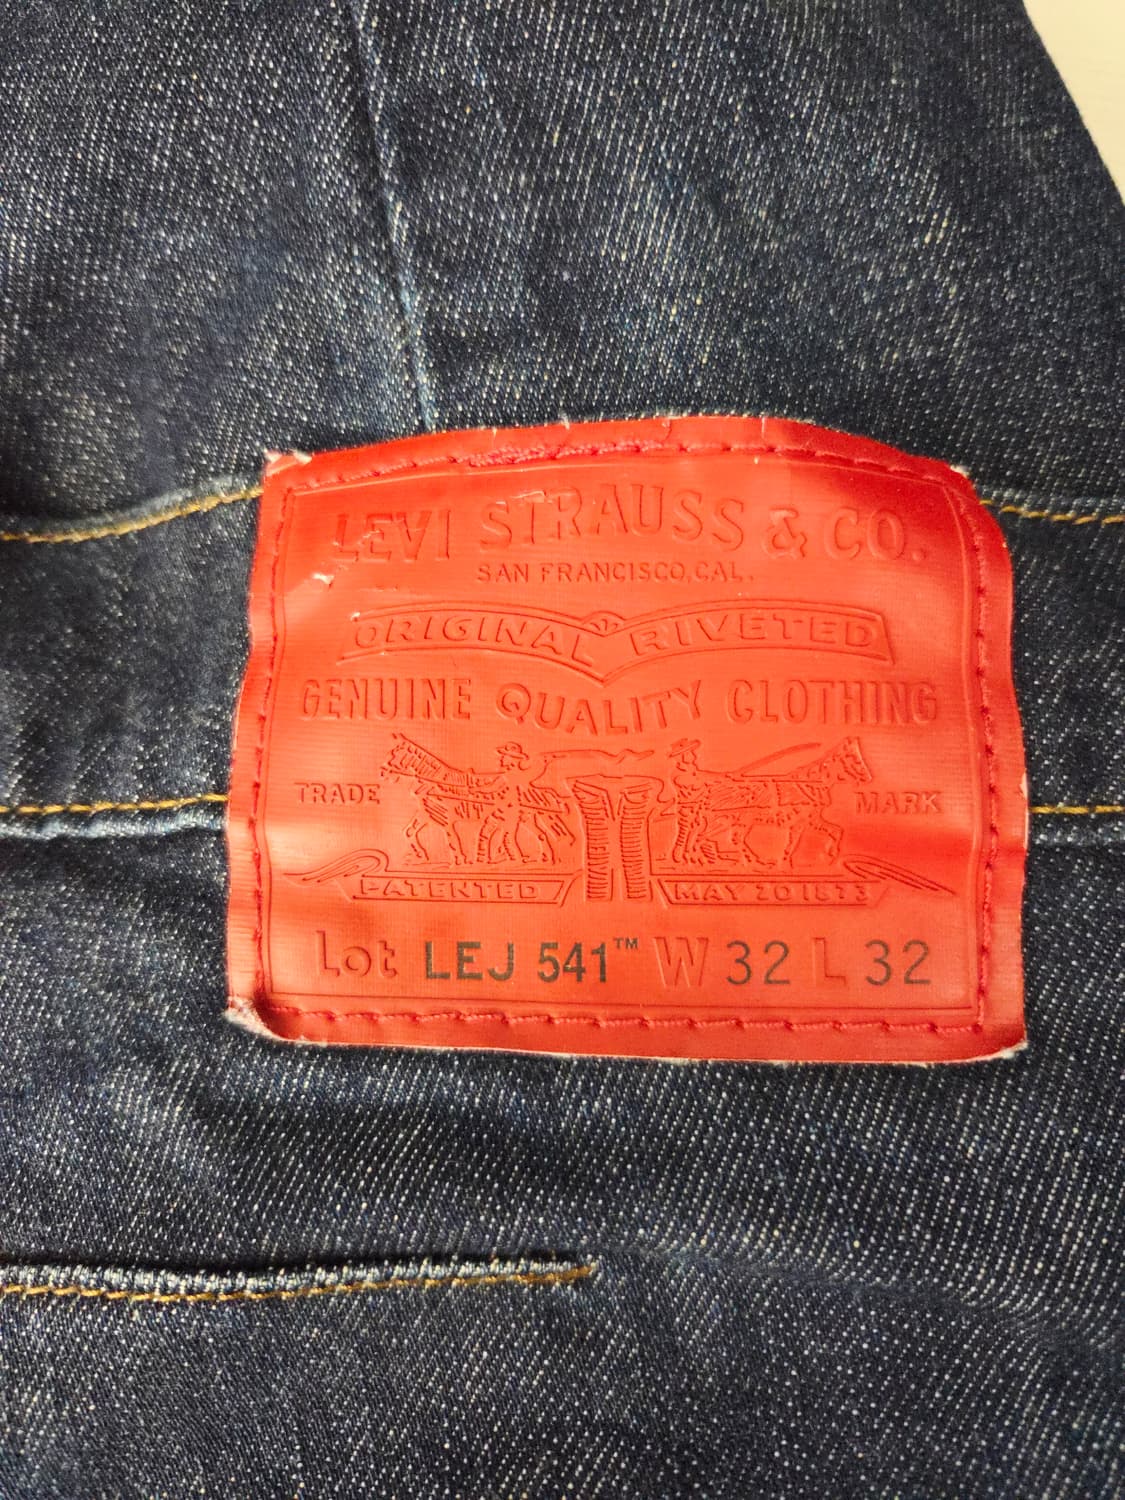 LEVI STRAUSS & CO.
SAN FRANCISCO, CAL.
ORIGINAL RIVETED
GENUINE QUALITY CLOTHING
TRADE MARK
PATENTED MAY 20 1873
Lot LEJ 541™ W 32 L 32